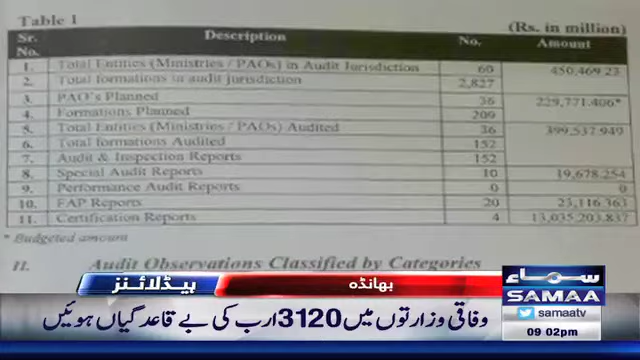 Table 1
(Rs. in million)
Sr. No. Description No. Amount
1. Total Entities (Ministries / PAOs) in Audit Jurisdiction 60 450,469.23
2. Total formations in audit jurisdiction 2,827
3. PAO's Planned 36 229,771.406*
4. Formations Planned 209
5. Total Entities (Ministries / PAOs) Audited 36 399,537.949
6. Total formations Audited 152
7. Audit & Inspection Reports 152
8. Special Audit Reports 10 19,678.254
9. Performance Audit Reports 0 0
10. FAP Reports 20 23,116.363
11. Certification Reports 4 13,035,203.837
* Budgeted amount
II. Audit Observations Classified by Categories
ہیڈلائنز
بھانڈہ
وفاقی وزارتوں میں 3120 ارب کی بے قاعدگیاں ہوئیں
سماء
SAMAA
samaatv
09 02pm